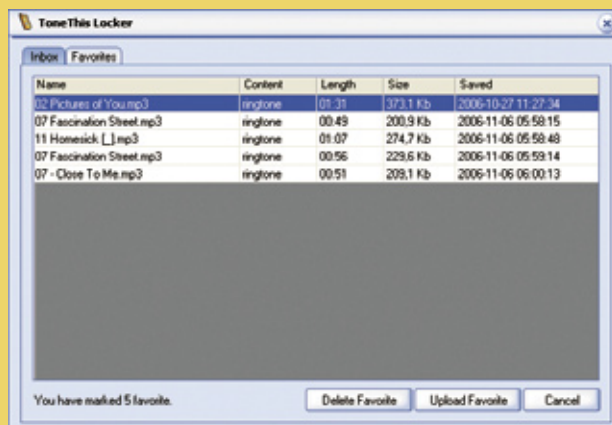 ToneThis Locker
Inbox Favorites
Name Content Length Size Saved
02 Pictures of You.mp3 ringtone 01:31 373,1 Kb 2006-10-27 11:27:34
07 Fascination Street.mp3 ringtone 00:49 200,9 Kb 2006-11-06 05:58:15
11 Homesick [_].mp3 ringtone 01:07 274,7 Kb 2006-11-06 05:58:48
07 Fascination Street.mp3 ringtone 00:56 229,6 Kb 2006-11-06 05:59:14
07 - Close To Me.mp3 ringtone 00:51 209,1 Kb 2006-11-06 06:00:13
You have marked 5 favorite. Delete Favorite Upload Favorite Cancel